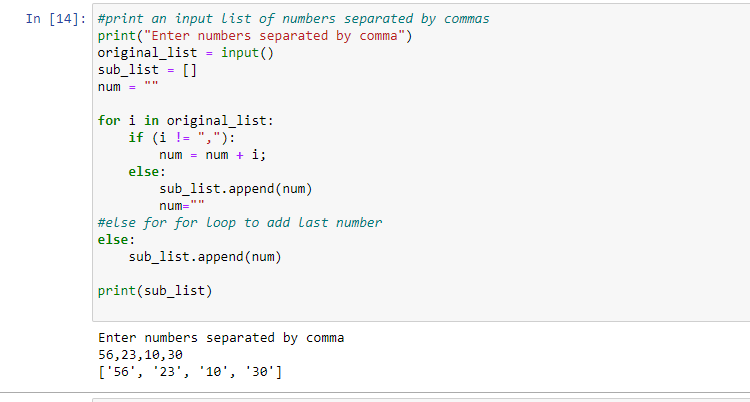 In [14]: #print an input list of numbers separated by commas
print("Enter numbers separated by comma")
original_list = input()
sub_list = []
num = ""

for i in original_list:
    if (i != ","):
        num = num + i;
    else:
        sub_list.append(num)
        num=""
#else for for loop to add last number
else:
    sub_list.append(num)

print(sub_list)

Enter numbers separated by comma
56,23,10,30
['56', '23', '10', '30']